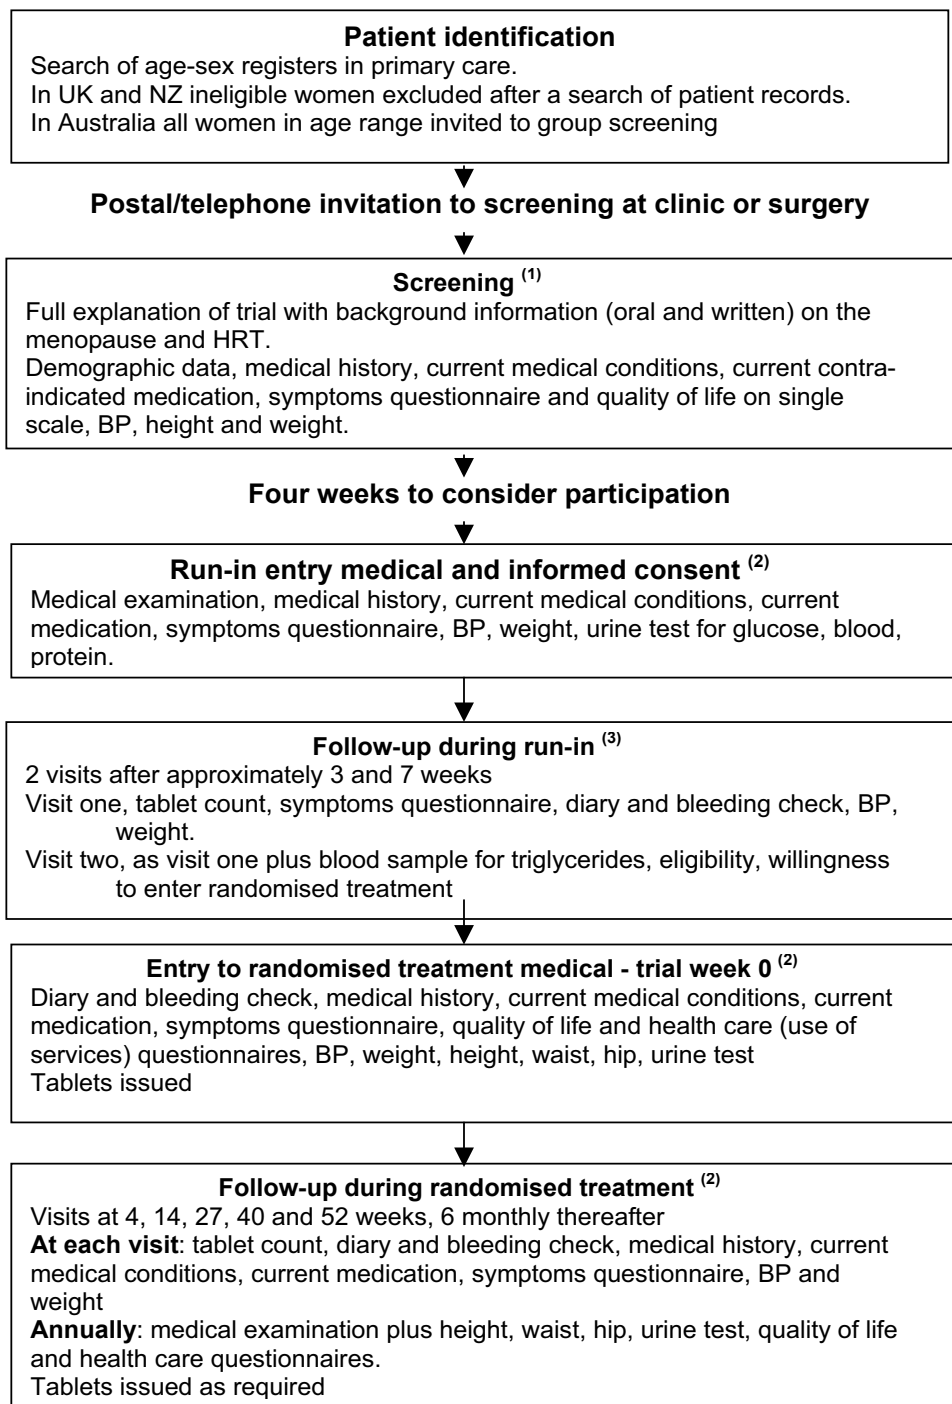 Patient identification
Search of age-sex registers in primary care.
In UK and NZ ineligible women excluded after a search of patient records.
In Australia all women in age range invited to group screening
Postal/telephone invitation to screening at clinic or surgery
Screening (1)
Full explanation of trial with background information (oral and written) on the
menopause and HRT.
Demographic data, medical history, current medical conditions, current contra-
indicated medication, symptoms questionnaire and quality of life on single
scale, BP, height and weight.
Four weeks to consider participation
Run-in entry medical and informed consent (2)
Medical examination, medical history, current medical conditions, current
medication, symptoms questionnaire, BP, weight, urine test for glucose, blood,
protein.
Follow-up during run-in (3)
2 visits after approximately 3 and 7 weeks
Visit one, tablet count, symptoms questionnaire, diary and bleeding check, BP,
weight.
Visit two, as visit one plus blood sample for triglycerides, eligibility, willingness
to enter randomised treatment
Entry to randomised treatment medical - trial week 0 (2)
Diary and bleeding check, medical history, current medical conditions, current
medication, symptoms questionnaire, quality of life and health care (use of
services) questionnaires, BP, weight, height, waist, hip, urine test
Tablets issued
Follow-up during randomised treatment (2)
Visits at 4, 14, 27, 40 and 52 weeks, 6 monthly thereafter
At each visit: tablet count, diary and bleeding check, medical history, current
medical conditions, current medication, symptoms questionnaire, BP and
weight
Annually: medical examination plus height, waist, hip, urine test, quality of life
and health care questionnaires.
Tablets issued as required